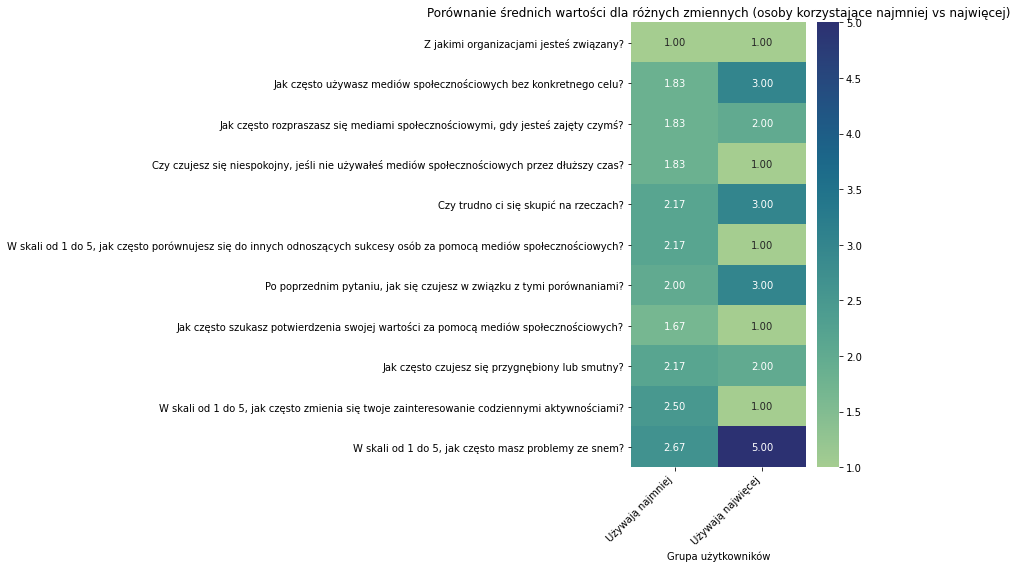 Porównanie średnich wartości dla różnych zmiennych (osoby korzystające najmniej vs najwięcej)
Z jakimi organizacjami jesteś związany? 1.00 1.00
Jak często używasz mediów społecznościowych bez konkretnego celu? 1.83 3.00
Jak często rozpraszasz się mediami społecznościowymi, gdy jesteś zajęty czymś? 1.83 2.00
Czy czujesz się niespokojny, jeśli nie używałeś mediów społecznościowych przez dłuższy czas? 1.83 1.00
Czy trudno ci się skupić na rzeczach? 2.17 3.00
W skali od 1 do 5, jak często porównujesz się do innych odnoszących sukcesy osób za pomocą mediów społecznościowych? 2.17 1.00
Po poprzednim pytaniu, jak się czujesz w związku z tymi porównaniami? 2.00 3.00
Jak często szukasz potwierdzenia swojej wartości za pomocą mediów społecznościowych? 1.67 1.00
Jak często czujesz się przygnębiony lub smutny? 2.17 2.00
W skali od 1 do 5, jak często zmienia się twoje zainteresowanie codziennymi aktywnościami? 2.50 1.00
W skali od 1 do 5, jak często masz problemy ze snem? 2.67 5.00
Używają najmniej
Używają najwięcej
Grupa użytkowników
5.0
4.5
4.0
3.5
3.0
2.5
2.0
1.5
1.0